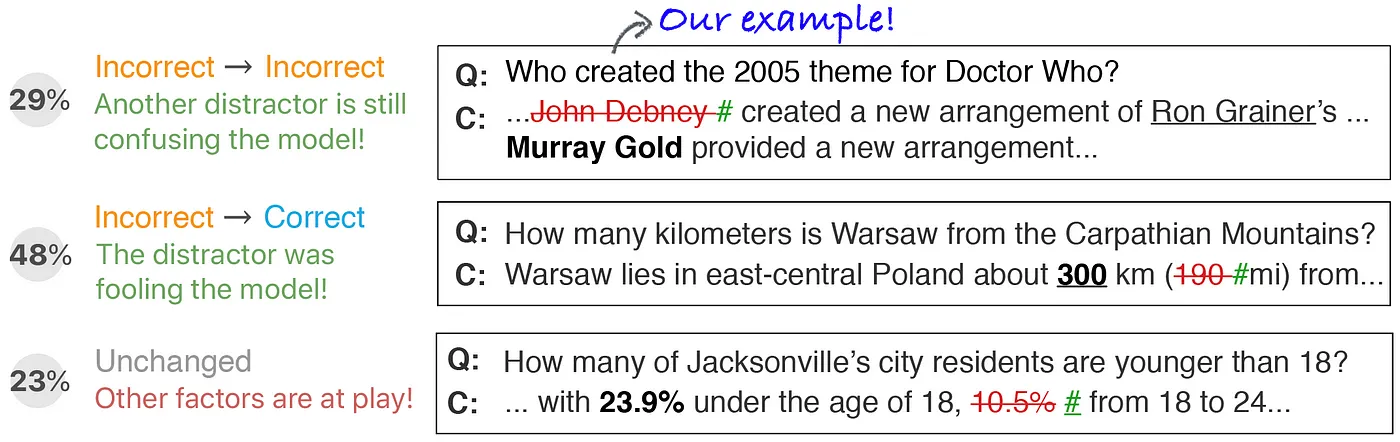 Our example!
29%
Incorrect → Incorrect
Another distractor is still
confusing the model!
Q: Who created the 2005 theme for Doctor Who?
C: ...John Debney # created a new arrangement of Ron Grainer's ...
Murray Gold provided a new arrangement...
48%
Incorrect → Correct
The distractor was
fooling the model!
Q: How many kilometers is Warsaw from the Carpathian Mountains?
C: Warsaw lies in east-central Poland about 300 km (190 #mi) from...
23%
Unchanged
Other factors are at play!
Q: How many of Jacksonville's city residents are younger than 18?
C: ... with 23.9% under the age of 18, 10.5% # from 18 to 24...